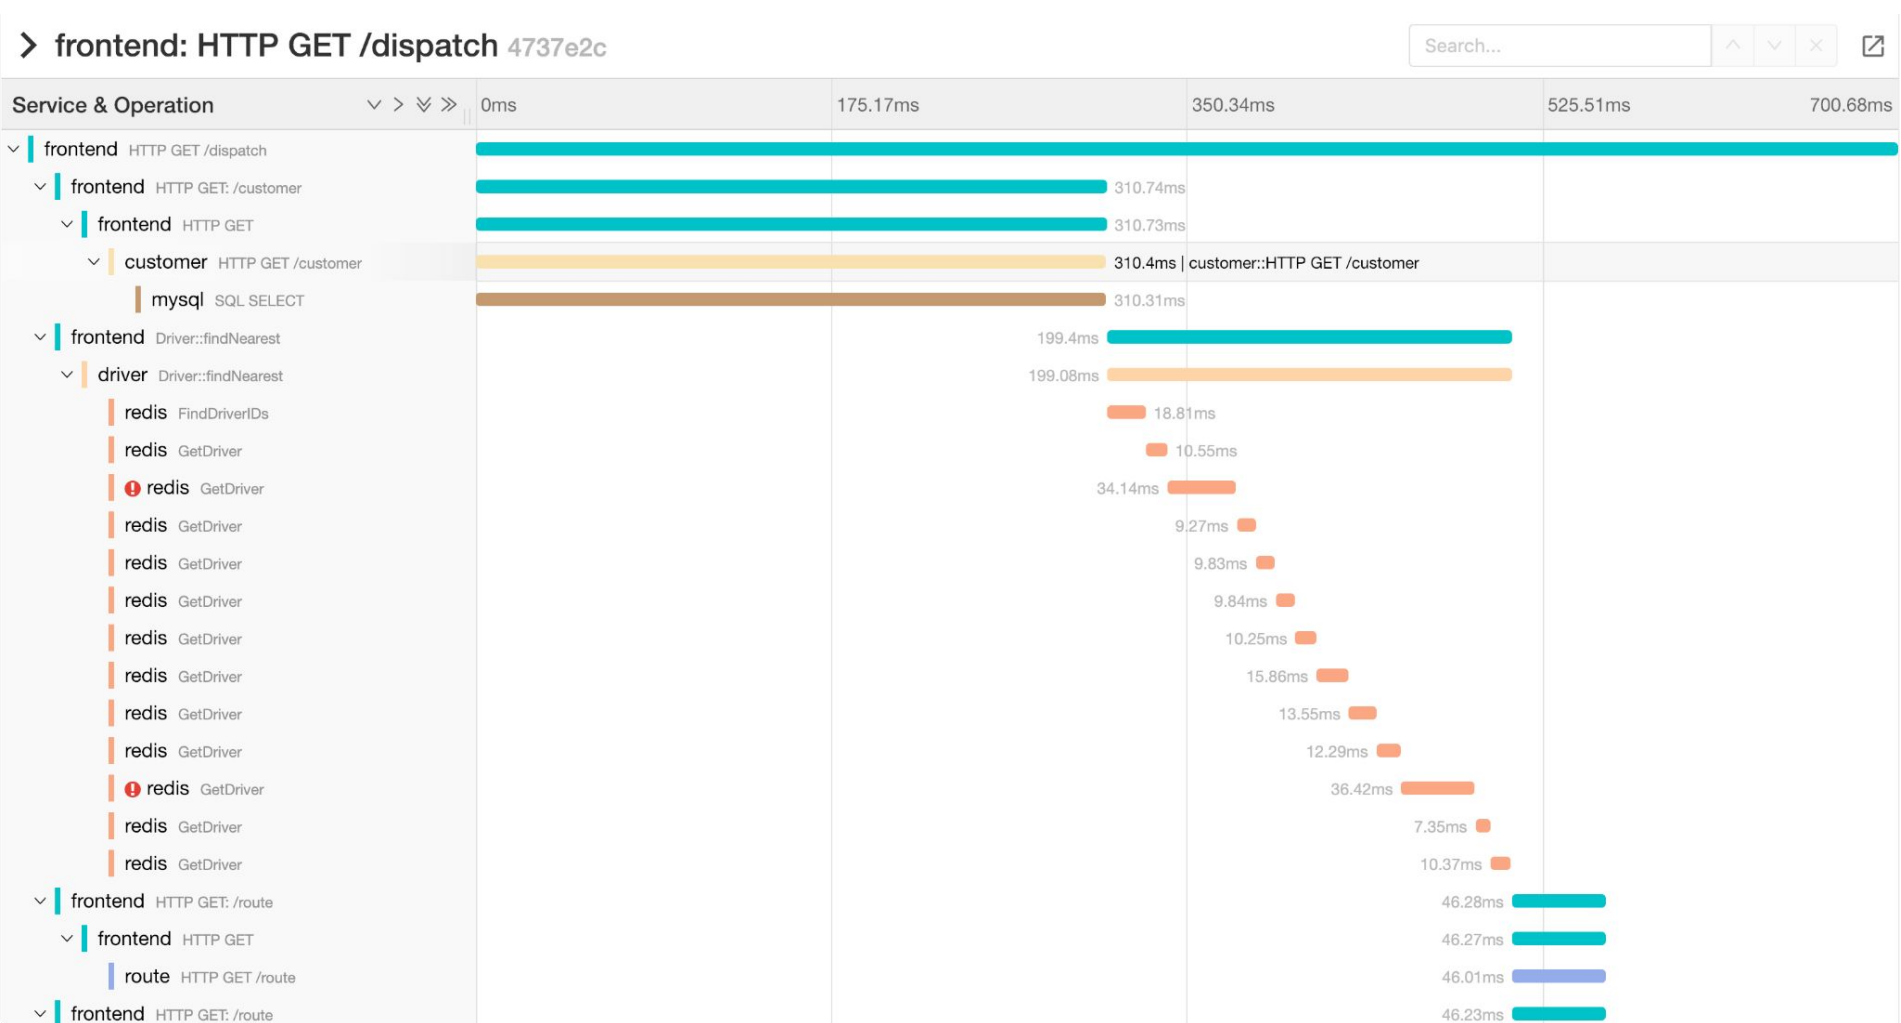 frontend: HTTP GET /dispatch 4737e2c Search...
Service & Operation 0ms 175.17ms 350.34ms 525.51ms 700.68ms
frontend HTTP GET /dispatch
frontend HTTP GET: /customer 310.74ms
frontend HTTP GET 310.73ms
customer HTTP GET /customer 310.4ms | customer::HTTP GET /customer
mysql SQL SELECT 310.31ms
frontend Driver::findNearest 199.4ms
driver Driver::findNearest 199.08ms
redis FindDriverIDs 18.81ms
redis GetDriver 10.55ms
redis GetDriver 34.14ms
redis GetDriver 9.27ms
redis GetDriver 9.83ms
redis GetDriver 9.84ms
redis GetDriver 10.25ms
redis GetDriver 15.86ms
redis GetDriver 13.55ms
redis GetDriver 12.29ms
redis GetDriver 36.42ms
redis GetDriver 7.35ms
redis GetDriver 10.37ms
frontend HTTP GET: /route 46.28ms
frontend HTTP GET 46.27ms
route HTTP GET /route 46.01ms
frontend HTTP GET: /route 46.23ms